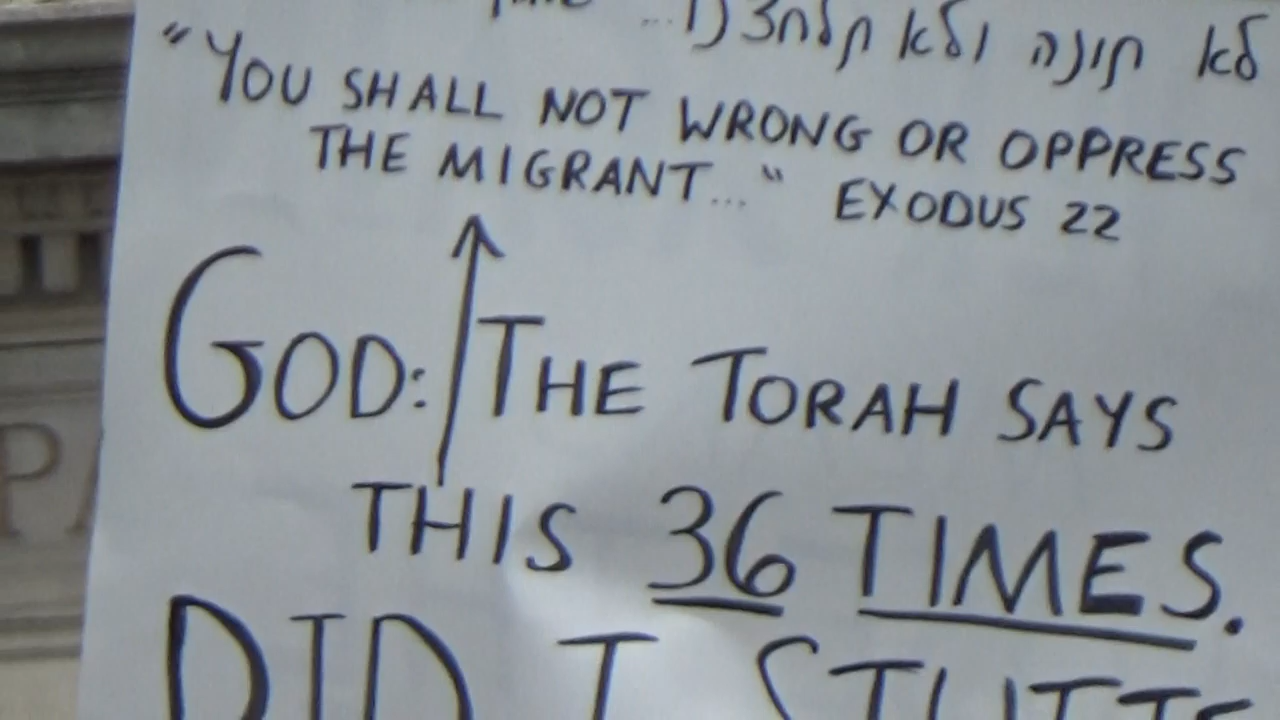 לא תונה ולא תלחצנו...
"YOU SHALL NOT WRONG OR OPPRESS
THE MIGRANT..." EXODUS 22
GOD: THE TORAH SAYS
THIS 36 TIMES.
DID I